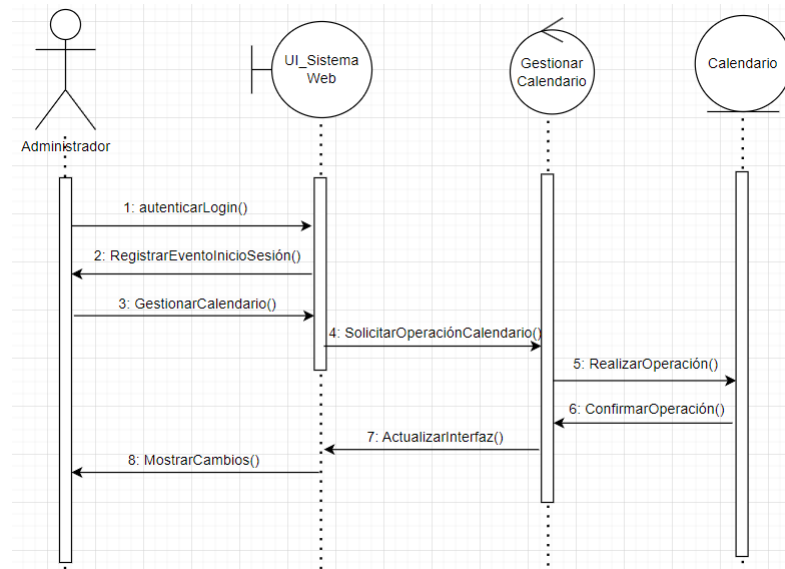 UI_Sistema
Web
Gestionar
Calendario
Calendario
Administrador
1: autenticarLogin()
2: RegistrarEventoInicioSesión()
3: GestionarCalendario()
4: SolicitarOperaciónCalendario()
5: RealizarOperación()
6: ConfirmarOperación()
7: ActualizarInterfaz()
8: MostrarCambios()